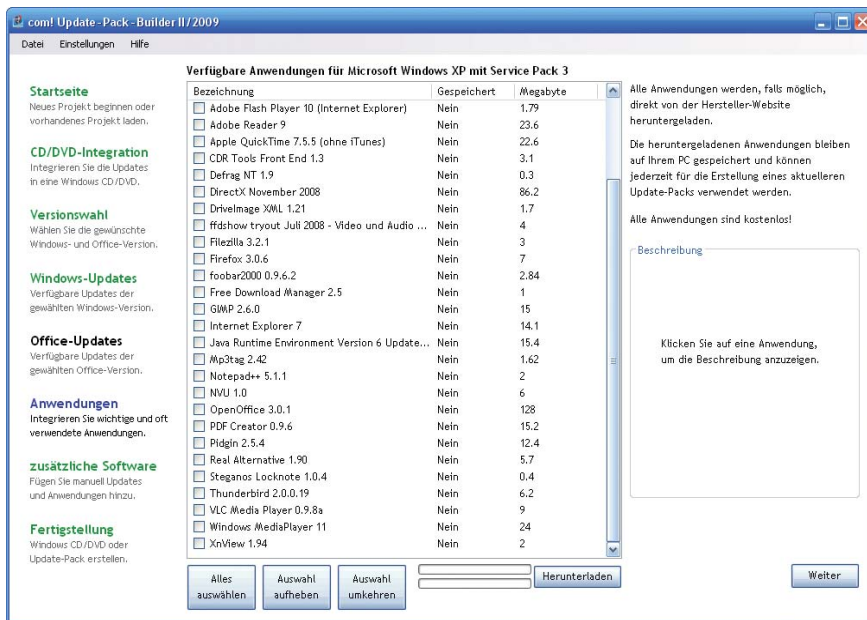 com! Update-Pack-Builder II/2009
Datei Einstellungen Hilfe
Startseite
Neues Projekt beginnen oder
vorhandenes Projekt laden.
CD/DVD-Integration
Integrieren Sie die Updates
in eine Windows CD/DVD.
Versionswahl
Wählen Sie die gewünschte
Windows- und Office-Version.
Windows-Updates
Verfügbare Updates der
gewählten Windows-Version.
Office-Updates
Verfügbare Updates der
gewählten Office-Version.
Anwendungen
Integrieren Sie wichtige und oft
verwendete Anwendungen.
zusätzliche Software
Fügen Sie manuell Updates
und Anwendungen hinzu.
Fertigstellung
Windows CD/DVD oder
Update-Pack erstellen.
Verfügbare Anwendungen für Microsoft Windows XP mit Service Pack 3
Bezeichnung Gespeichert Megabyte
Adobe Flash Player 10 (Internet Explorer) Nein 1.79
Adobe Reader 9 Nein 23.6
Apple QuickTime 7.5.5 (ohne iTunes) Nein 22.6
CDR Tools Front End 1.3 Nein 3.1
Defrag NT 1.9 Nein 0.3
DirectX November 2008 Nein 86.2
DriveImage XML 1.21 Nein 1.7
ffdshow tryout Juli 2008 - Video und Audio ... Nein 4
Filezilla 3.2.1 Nein 3
Firefox 3.0.6 Nein 7
foobar2000 0.9.6.2 Nein 2.84
Free Download Manager 2.5 Nein 1
GIMP 2.6.0 Nein 15
Internet Explorer 7 Nein 14.1
Java Runtime Environment Version 6 Update... Nein 15.4
Mp3tag 2.42 Nein 1.62
Notepad++ 5.1.1 Nein 2
NVU 1.0 Nein 6
OpenOffice 3.0.1 Nein 128
PDF Creator 0.9.6 Nein 15.2
Pidgin 2.5.4 Nein 12.4
Real Alternative 1.90 Nein 5.7
Steganos Locknote 1.0.4 Nein 0.4
Thunderbird 2.0.0.19 Nein 6.2
VLC Media Player 0.9.8a Nein 9
Windows MediaPlayer 11 Nein 24
XnView 1.94 Nein 2
Alles
auswählen
Auswahl
aufheben
Auswahl
umkehren
Herunterladen
Alle Anwendungen werden, falls möglich,
direkt von der Hersteller-Website
heruntergeladen.
Die heruntergeladenen Anwendungen bleiben
auf Ihrem PC gespeichert und können
jederzeit für die Erstellung eines aktuelleren
Update-Packs verwendet werden.
Alle Anwendungen sind kostenlos!
Beschreibung
Klicken Sie auf eine Anwendung,
um die Beschreibung anzuzeigen.
Weiter